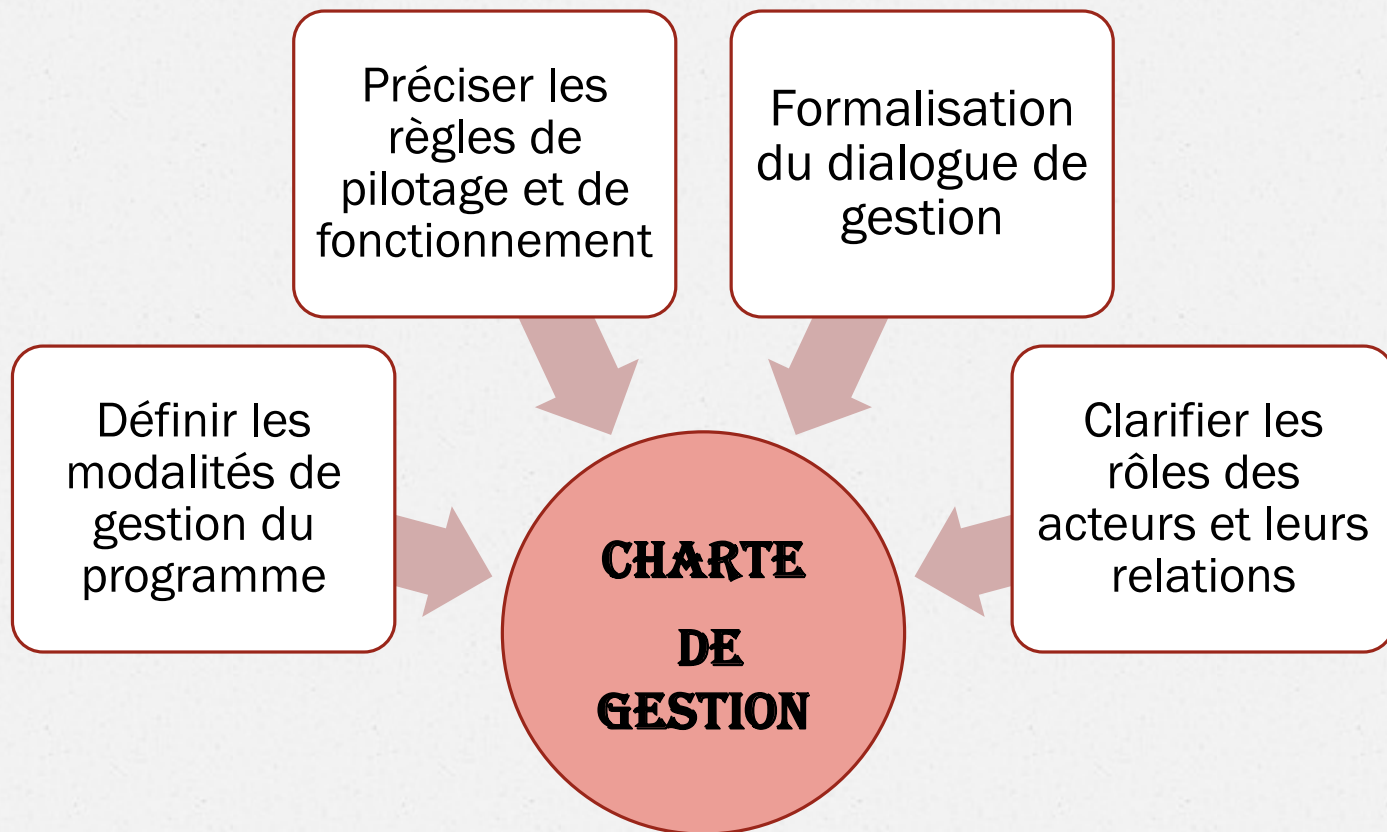 Préciser les
règles de
pilotage et de
fonctionnement
Formalisation
du dialogue de
gestion
Définir les
modalités de
gestion du
programme
Clarifier les
rôles des
acteurs et leurs
relations
CHARTE
DE
GESTION